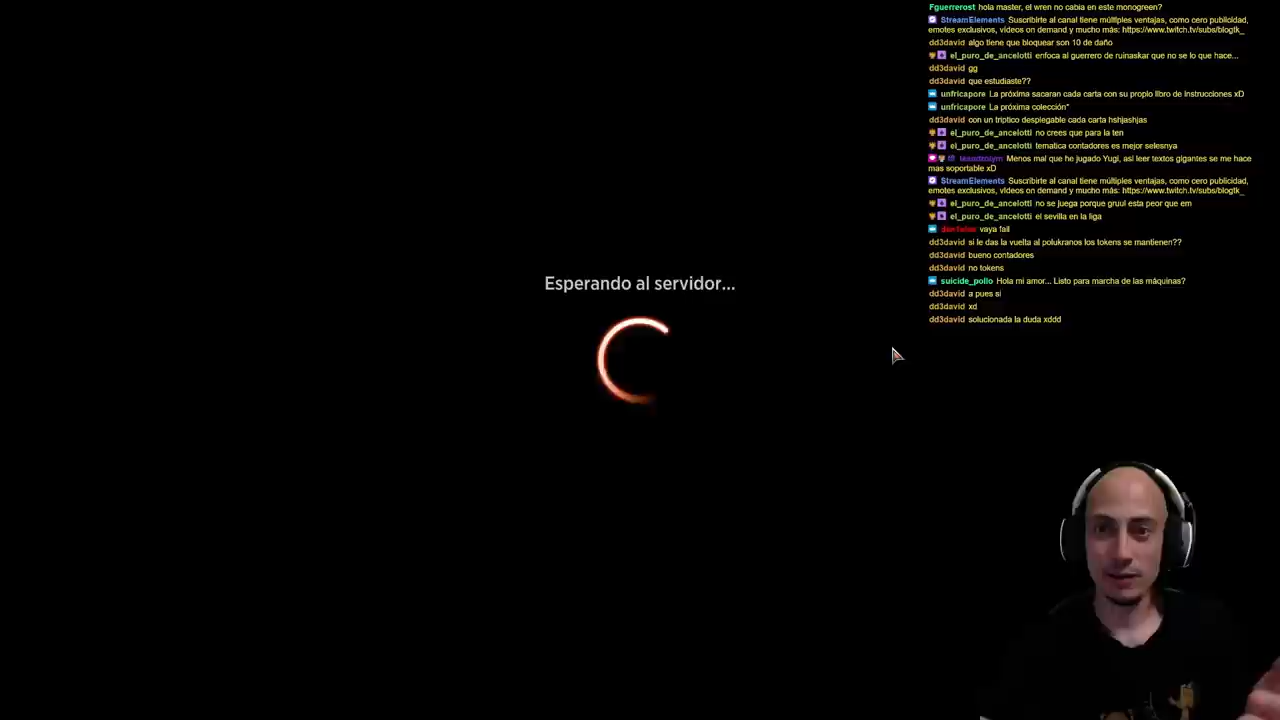 Fguerrerost hola master, el wren no cabia en este monogreen?
StreamElements Suscribirte al canal tiene múltiples ventajas, como cero publicidad,
emotes exclusivos, vídeos on demand y mucho más: https://www.twitch.tv/subs/blogtk_
dd3david algo tiene que bloquear son 10 de daño
el_puro_de_ancelotti enfoca al guerrero de ruinaskar que no se lo que hace...
dd3david gg
dd3david que estudiaste??
unfricapore La próxima sacaran cada carta con su propio libro de instrucciones xD
unfricapore La próxima colección*
dd3david con un triptico desplegable cada carta hshjashjas
el_puro_de_ancelotti no crees que para la ten
el_puro_de_ancelotti tematica contadores es mejor selesnya
Menos mal que he jugado Yugi, así leer textos gigantes se me hace
mas soportable xD
StreamElements Suscribirte al canal tiene múltiples ventajas, como cero publicidad,
emotes exclusivos, vídeos on demand y mucho más: https://www.twitch.tv/subs/blogtk_
el_puro_de_ancelotti no se juega porque gruul esta peor que em
el_puro_de_ancelotti el sevilla en la liga
vaya fail
dd3david si le das la vuelta al polukranos los tokens se mantienen??
dd3david bueno contadores
dd3david no tokens
suicide_pollo Hola mi amor... Listo para marcha de las máquinas?
dd3david a pues si
dd3david xd
dd3david solucionada la duda xddd
Esperando al servidor...